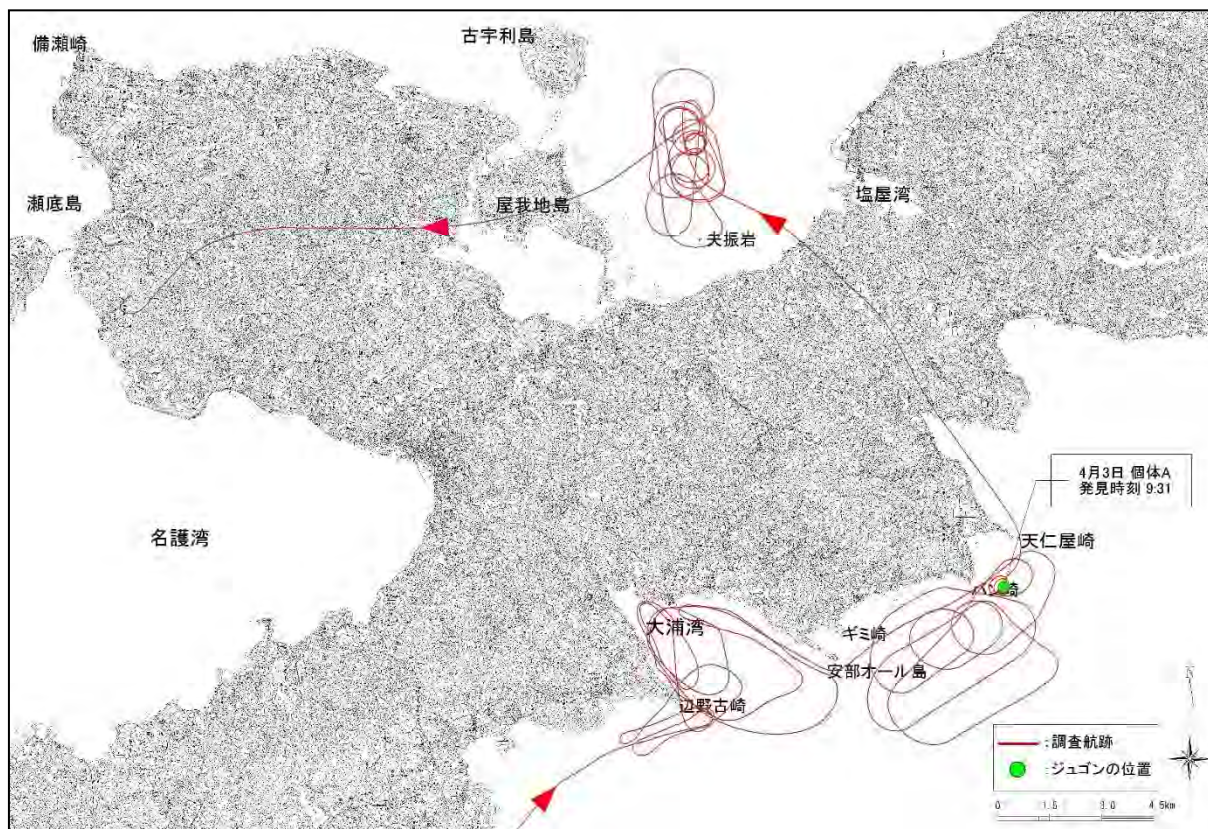 備瀬崎
古宇利島
瀬底島
屋我地島
塩屋湾
夫振岩
4月3日 個体A
発見時刻 9:31
名護湾
天仁屋崎
バン崎
大浦湾
ギミ崎
安部オール島
辺野古崎
N
:調査航跡
:ジュゴンの位置
0 1.5 3.0 4.5km